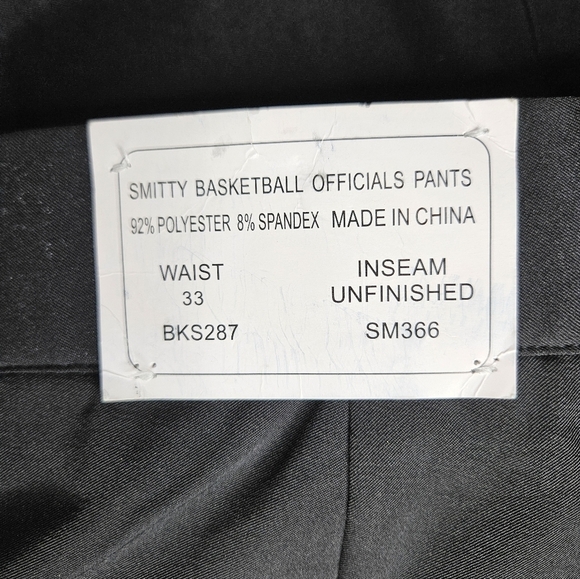 SMITTY BASKETBALL OFFICIALS PANTS
92% POLYESTER 8% SPANDEX MADE IN CHINA
WAIST INSEAM
33 UNFINISHED
BKS287 SM366